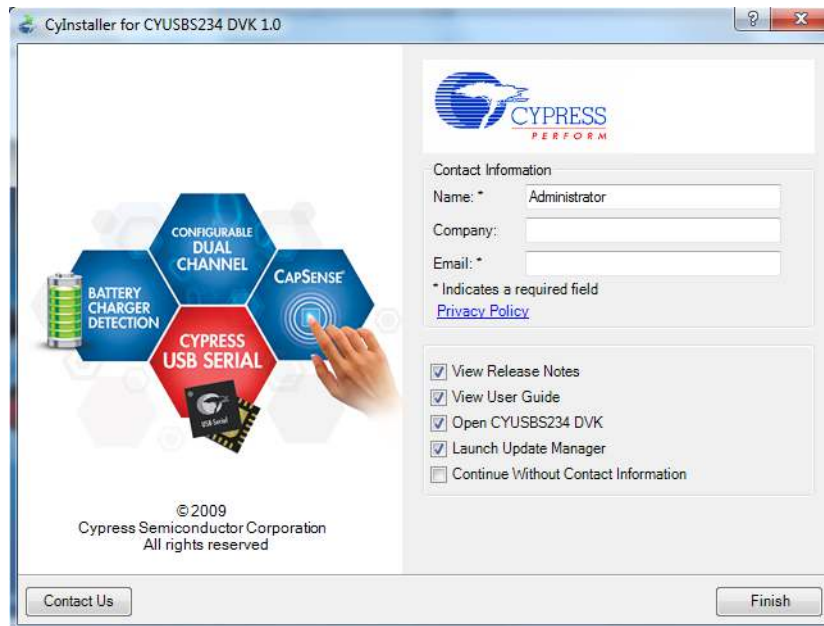 CyInstaller for CYUSBS234 DVK 1.0
CYPRESS
PERFORM
CONFIGURABLE
DUAL
CHANNEL
BATTERY
CHARGER
DETECTION
CAPSENSE®
CYPRESS
USB SERIAL
USB Serial
© 2009
Cypress Semiconductor Corporation
All rights reserved
Contact Information
Name: * Administrator
Company:
Email: *
* Indicates a required field
Privacy Policy
View Release Notes
View User Guide
Open CYUSBS234 DVK
Launch Update Manager
Continue Without Contact Information
Contact Us
Finish